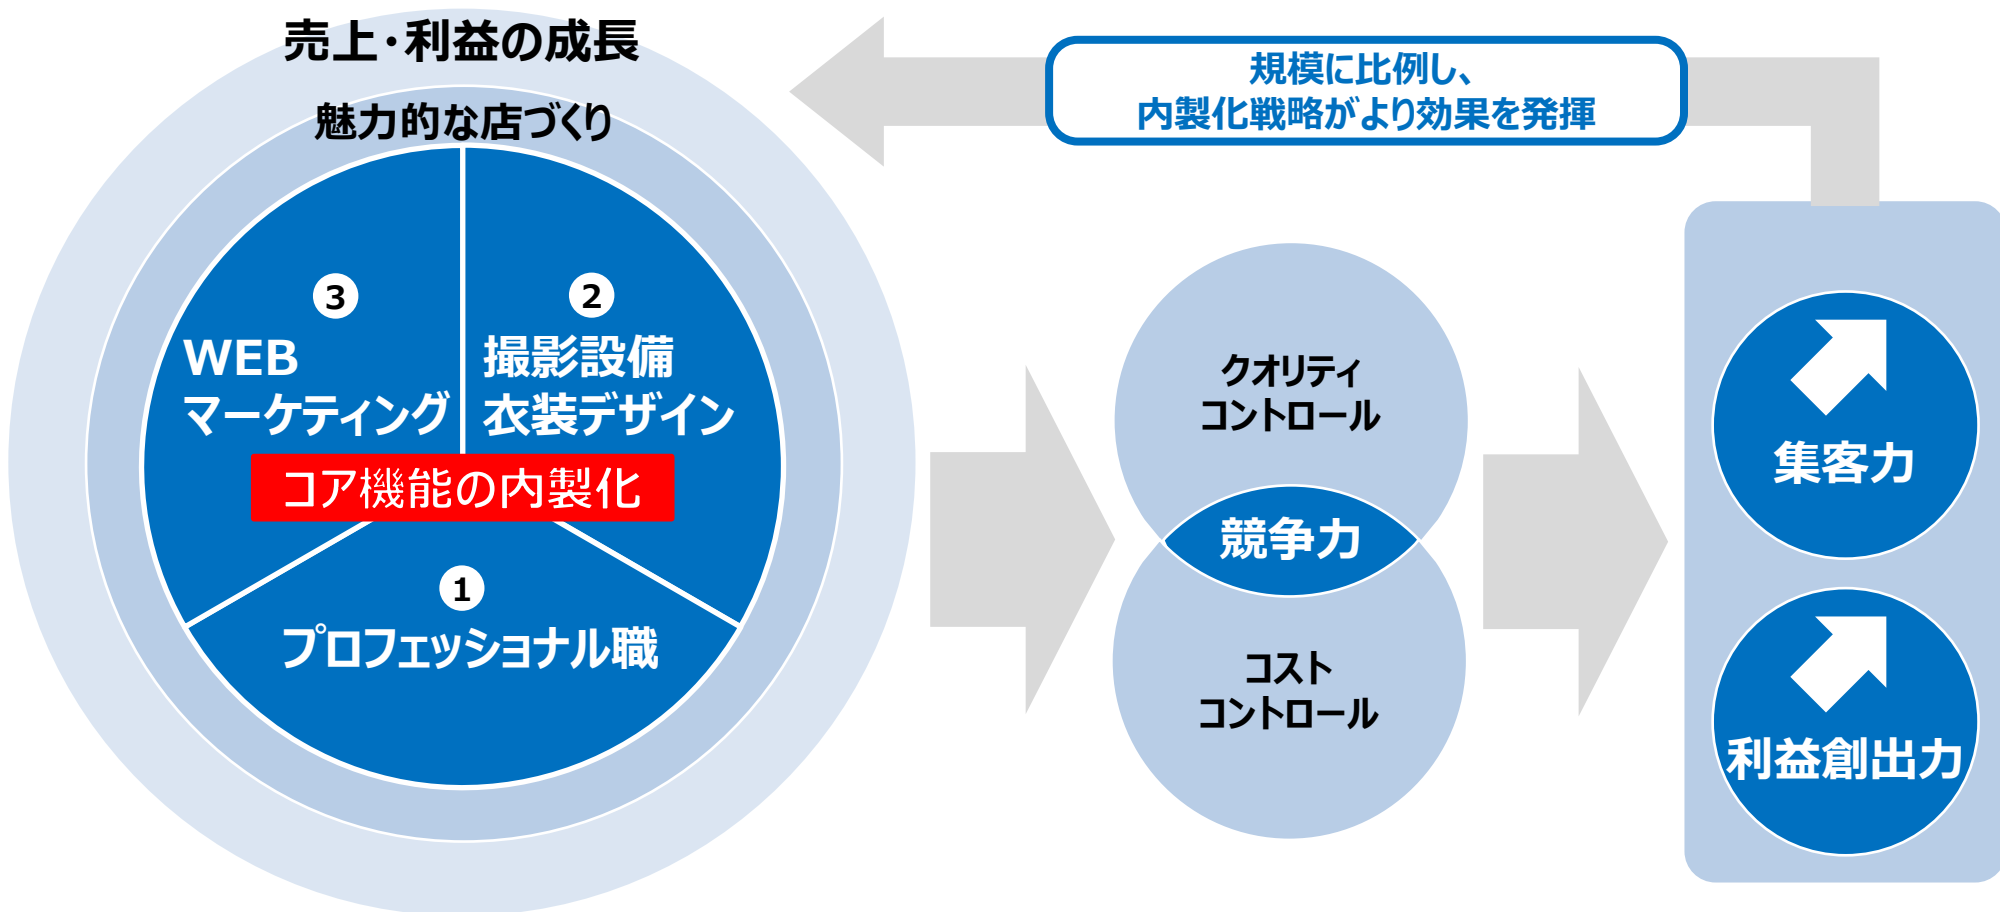 売上・利益の成長
魅力的な店づくり
規模に比例し、
内製化戦略がより効果を発揮
3
WEB
マーケティング
2
撮影設備
衣装デザイン
コア機能の内製化
1
プロフェッショナル職
クオリティ
コントロール
競争力
コスト
コントロール
集客力
利益創出力